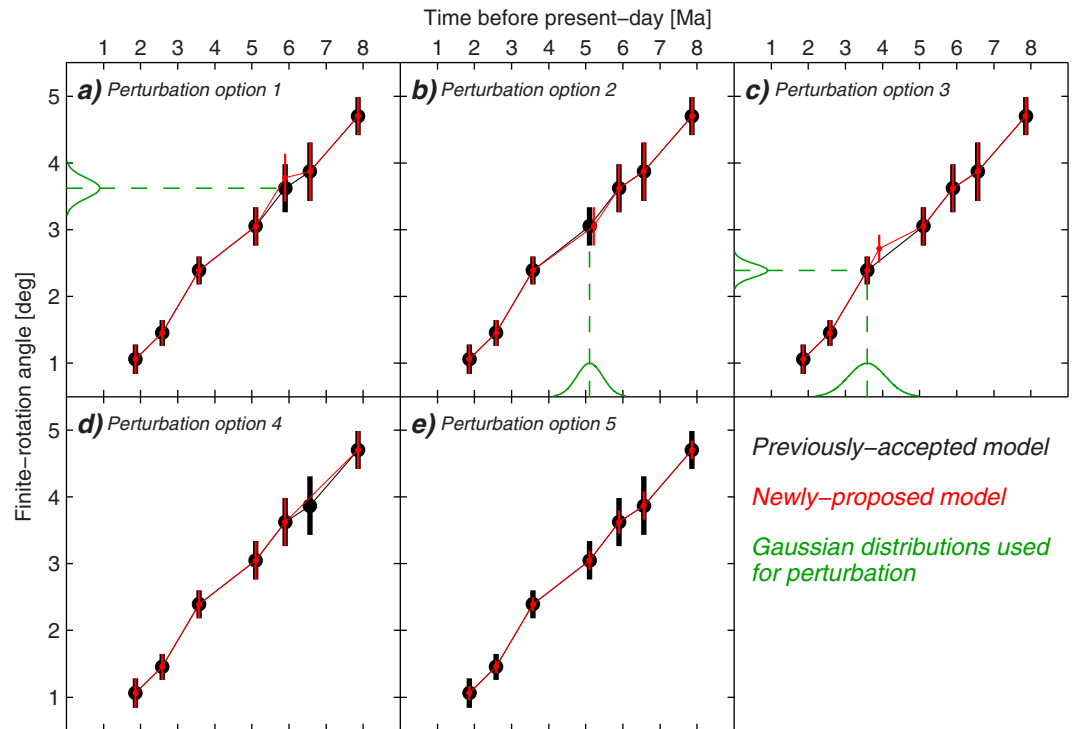 Time before present–day [Ma]
1 2 3 4 5 6 7 8 1 2 3 4 5 6 7 8 1 2 3 4 5 6 7 8
a) Perturbation option 1
b) Perturbation option 2
c) Perturbation option 3
5
4
3
2
1
d) Perturbation option 4
e) Perturbation option 5
5
4
3
2
1
Finite–rotation angle [deg]
Previously–accepted model
Newly–proposed model
Gaussian distributions used
for perturbation